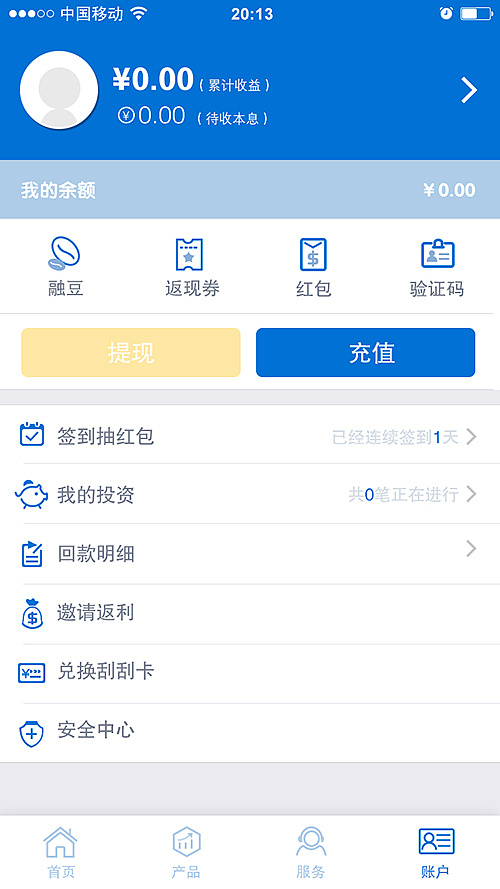 中国移动 20:13
¥0.00 (累计收益)
¥0.00 (待收本息)
我的余额 ¥0.00
融豆 返现券 红包 验证码
提现 充值
签到抽红包 已经连续签到1天
我的投资 共0笔正在进行
回款明细
邀请返利
兑换刮刮卡
安全中心
首页 产品 服务 账户